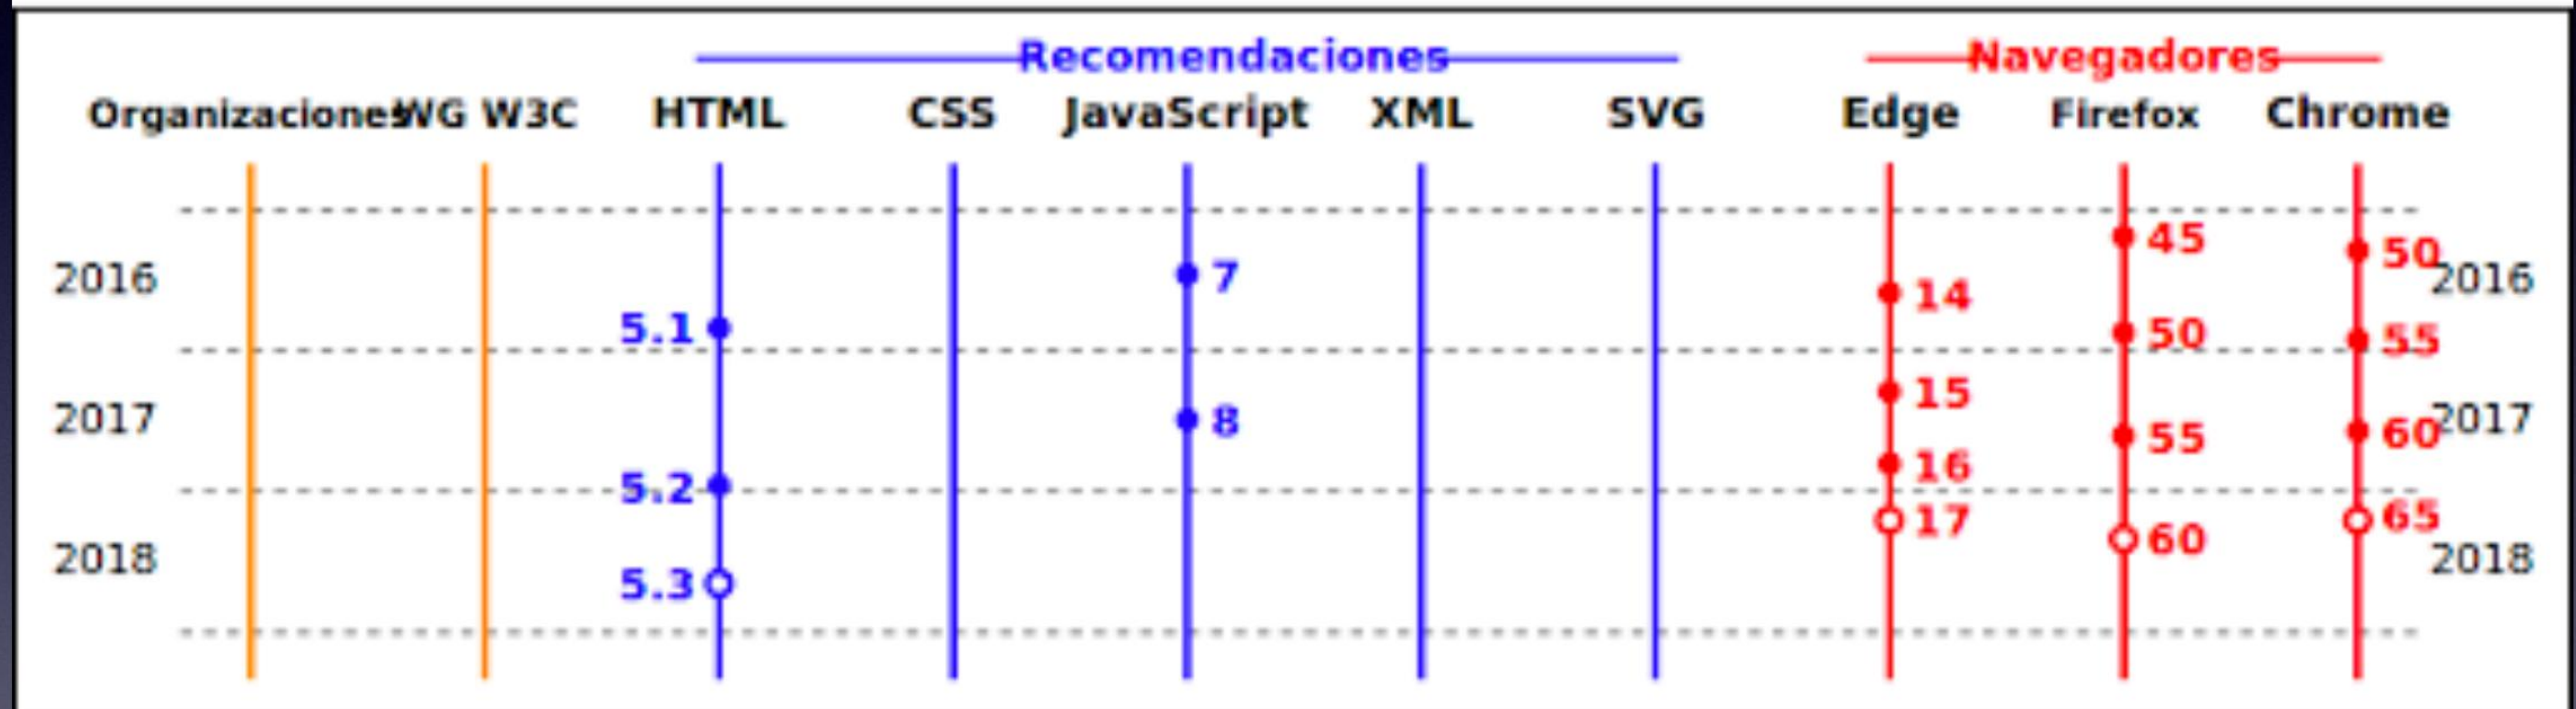 Recomendaciones Navegadores
Organizaciones WG W3C HTML CSS JavaScript XML SVG Edge Firefox Chrome
45
50
2016 7 14 2016
5.1 50 55
15
2017 8 55 60 2017
16
5.2
17 60 65
2018 2018
5.3